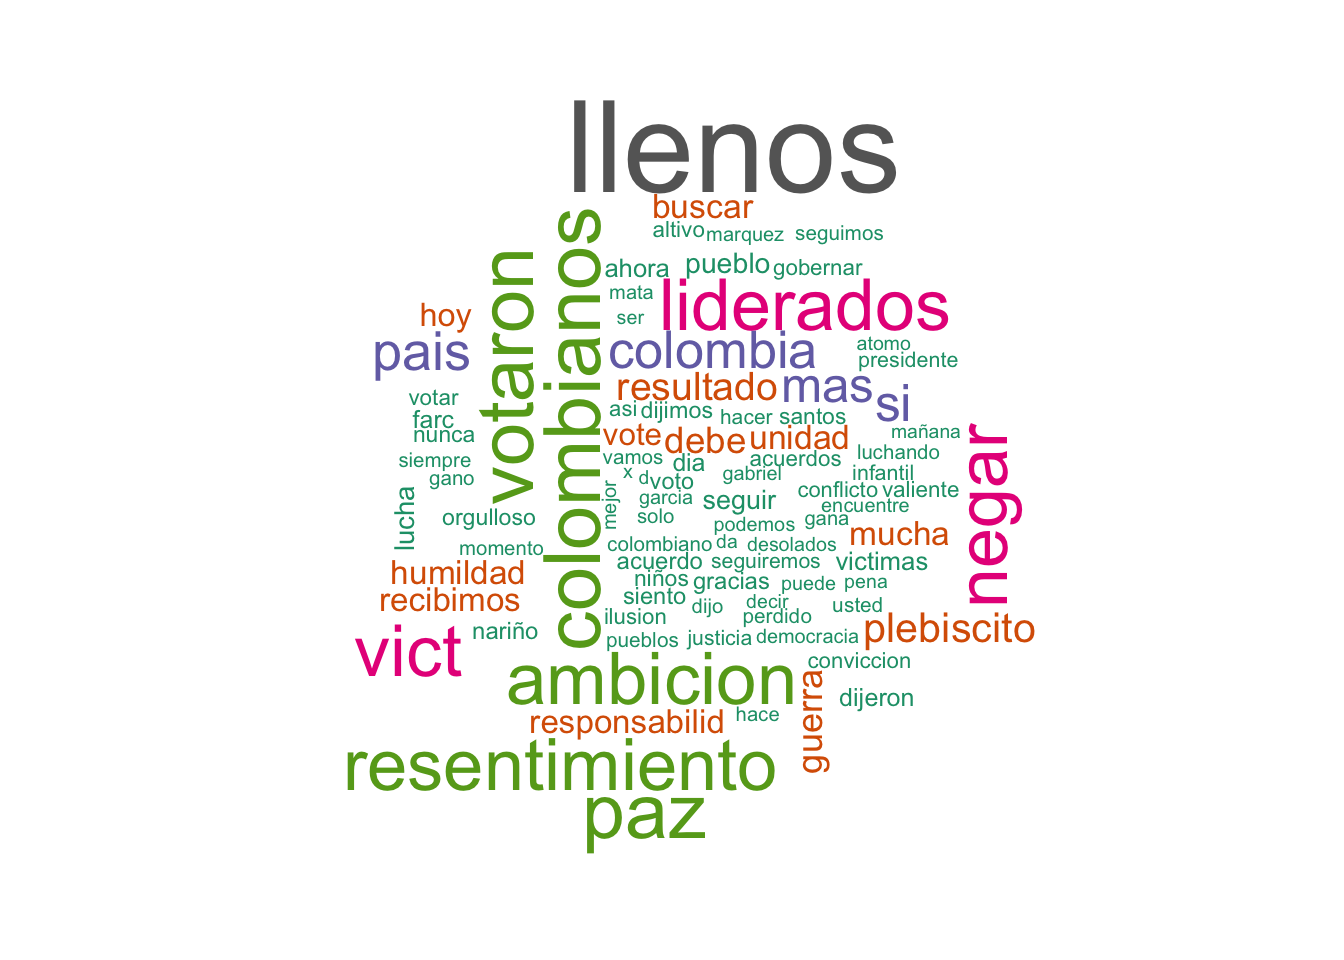 llenos
buscar
altivo marquez seguimos
ahora pueblo gobernar
votaron
colombianos
mata liderados
hoy ser
pais colombia atomo
presidente
resultado mas si
votar asi dijimos hacer santos
farc
nunca vote debe unidad mañana
negar
siempre vamos dia acuerdos luchando
gano x d voto gabriel infantil
lucha mejor garcia seguir conflicto valiente
encuentre
orgulloso solo podemos gana mucha
momento colombiano da desolados
acuerdo seguiremos victimas
humildad niños gracias puede pena
recibimos siento dijo decir usted
nariño ilusion perdido plebiscito
vict pueblos justicia democracia
ambicion conviccion
guerra dijeron
responsabilid hace
resentimiento
paz